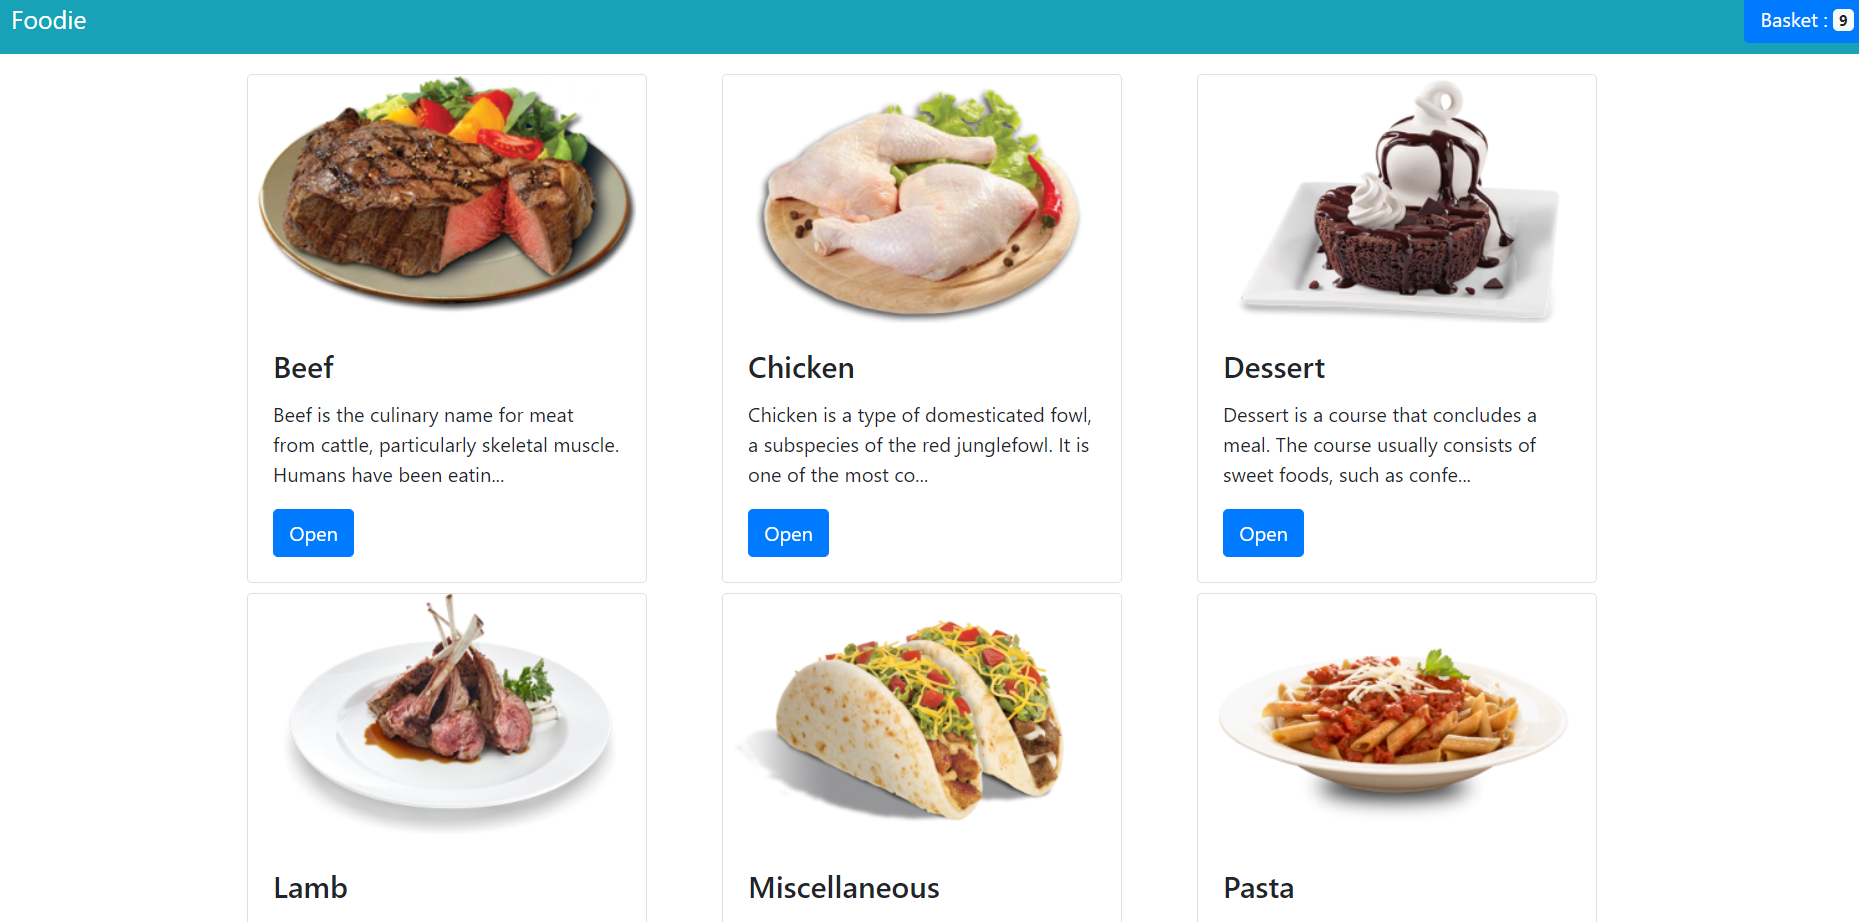 Foodie
Basket : 9
Beef
Beef is the culinary name for meat
from cattle, particularly skeletal muscle.
Humans have been eatin...
Open
Chicken
Chicken is a type of domesticated fowl,
a subspecies of the red junglefowl. It is
one of the most co...
Open
Dessert
Dessert is a course that concludes a
meal. The course usually consists of
sweet foods, such as confe...
Open
Lamb
Miscellaneous
Pasta